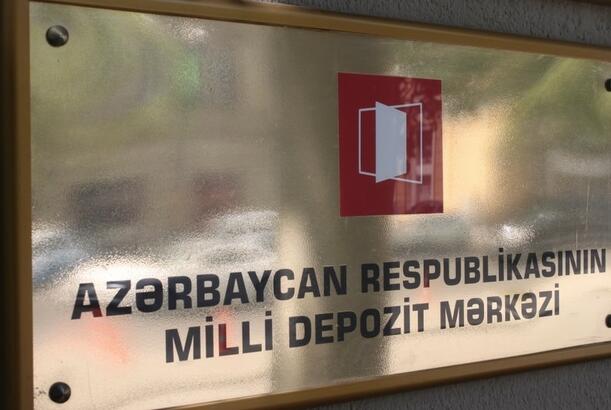 AZƏRBAYCAN RESPUBLİKASININ
MİLLİ DEPOZİT MƏRKƏZİ